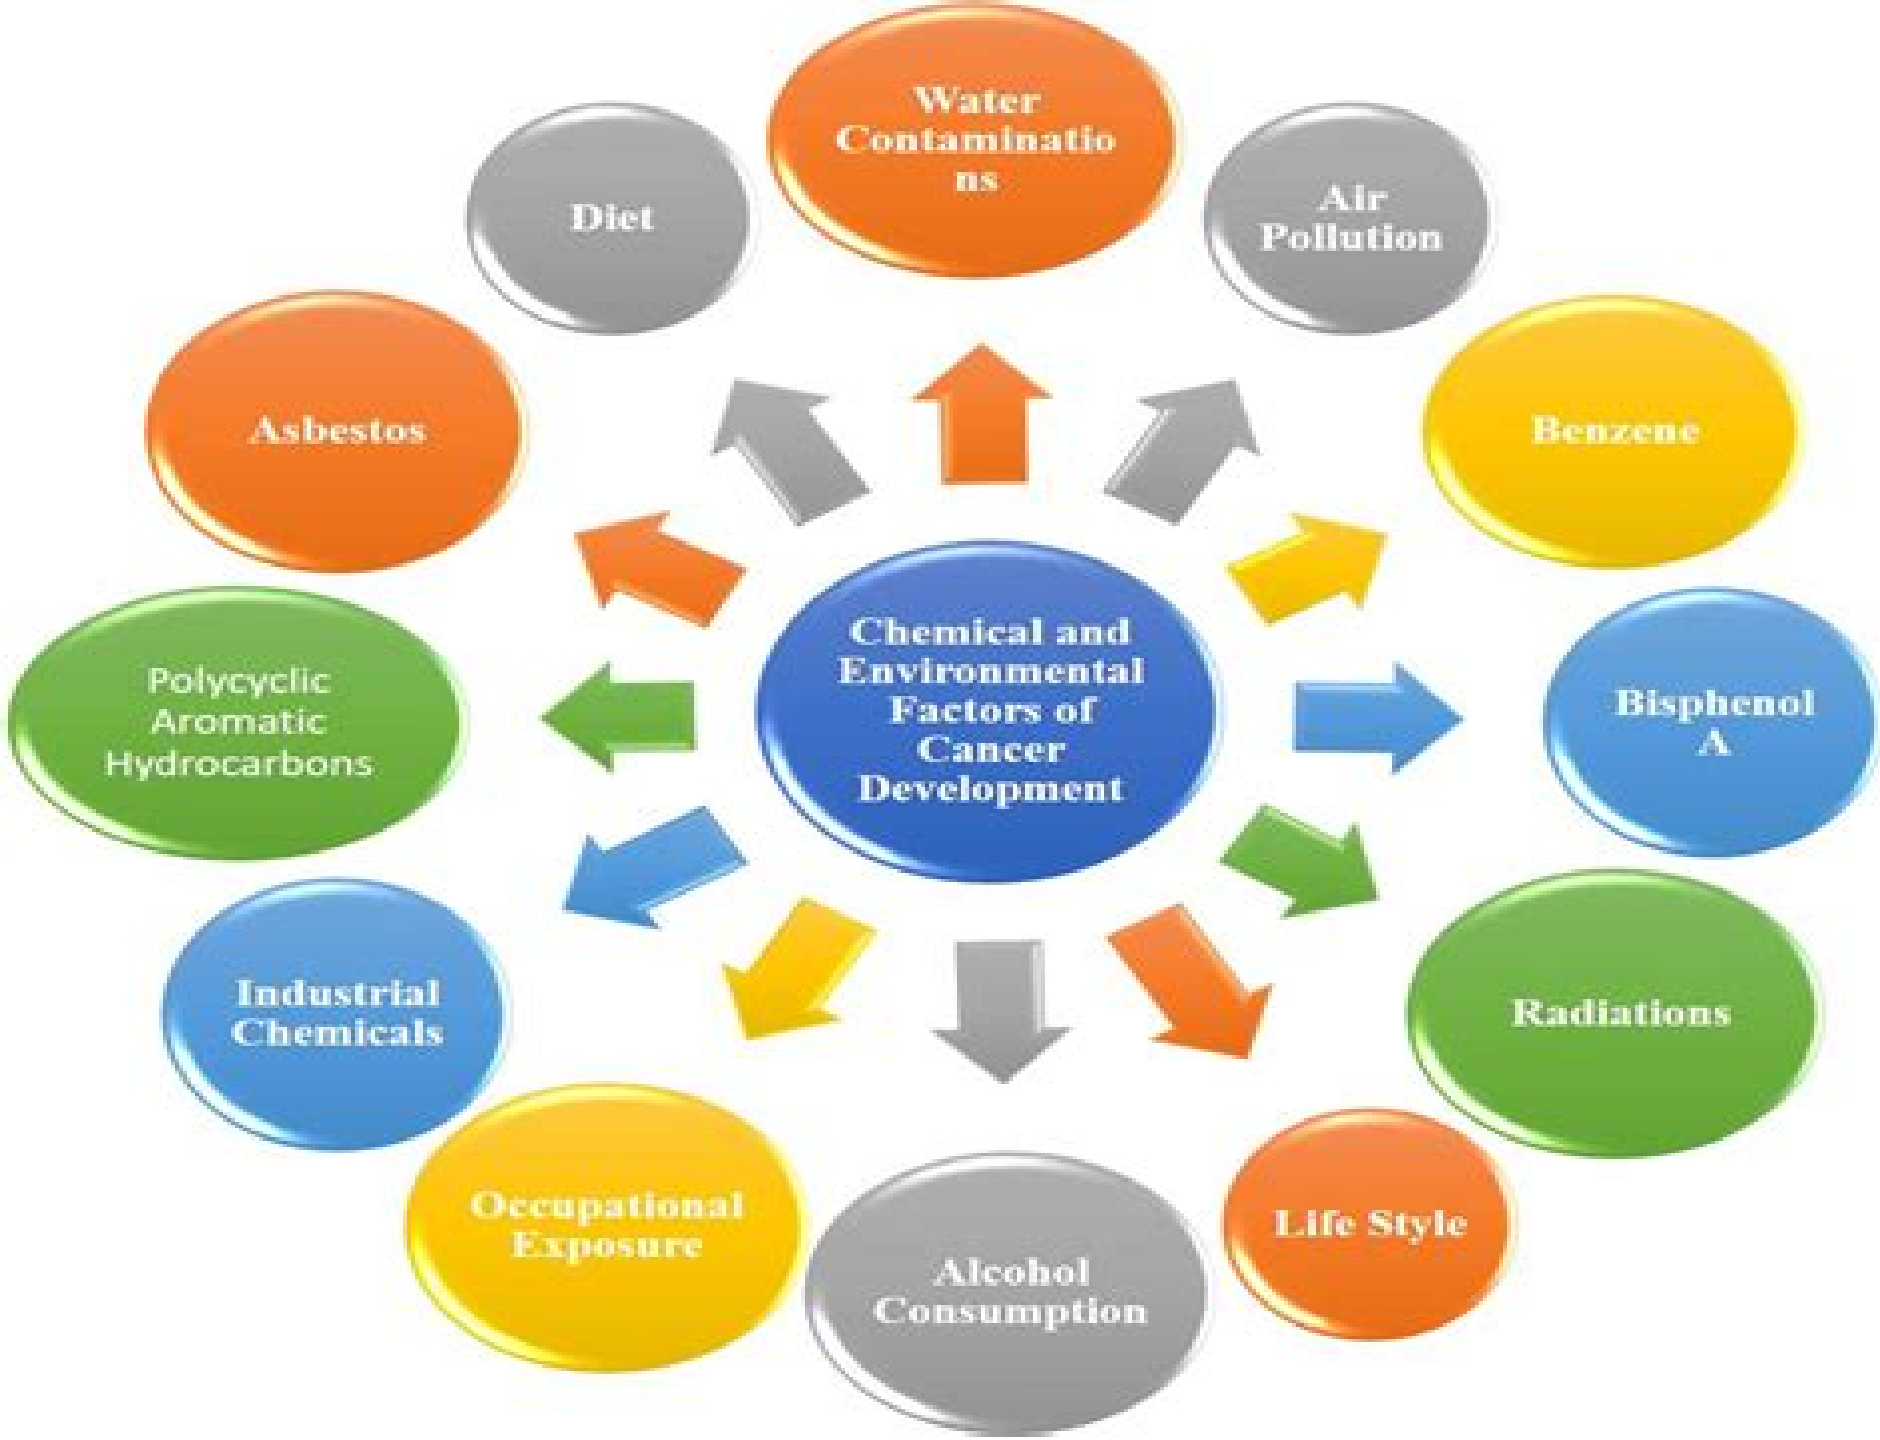 Water
Contaminatio
ns
Diet
Air
Pollution
Asbestos
Benzene
Chemical and
Environmental
Factors of
Cancer
Development
Polycyclic
Aromatic
Hydrocarbons
Bisphenol
A
Industrial
Chemicals
Radiations
Occupational
Exposure
Alcohol
Consumption
Life Style